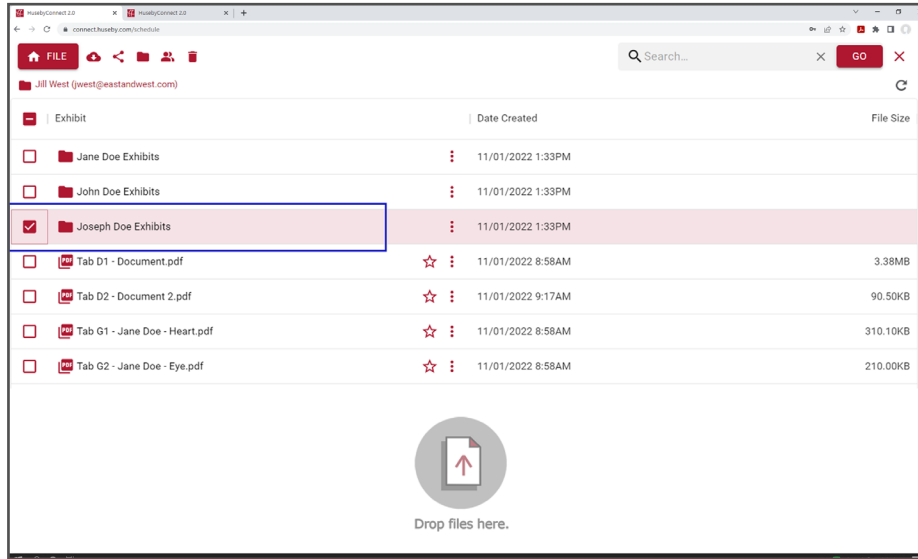 HusebyConnect 2.0
HusebyConnect 2.0
connect.huseby.com/schedule
FILE
Search...
GO
Jill West (jwest@eastandwest.com)
Exhibit Date Created File Size
Jane Doe Exhibits 11/01/2022 1:33PM
John Doe Exhibits 11/01/2022 1:33PM
Joseph Doe Exhibits 11/01/2022 1:33PM
PDF Tab D1 - Document.pdf 11/01/2022 8:58AM 3.38MB
PDF Tab D2 - Document 2.pdf 11/01/2022 9:17AM 90.50KB
PDF Tab G1 - Jane Doe - Heart.pdf 11/01/2022 8:58AM 310.10KB
PDF Tab G2 - Jane Doe - Eye.pdf 11/01/2022 8:58AM 210.00KB
Drop files here.